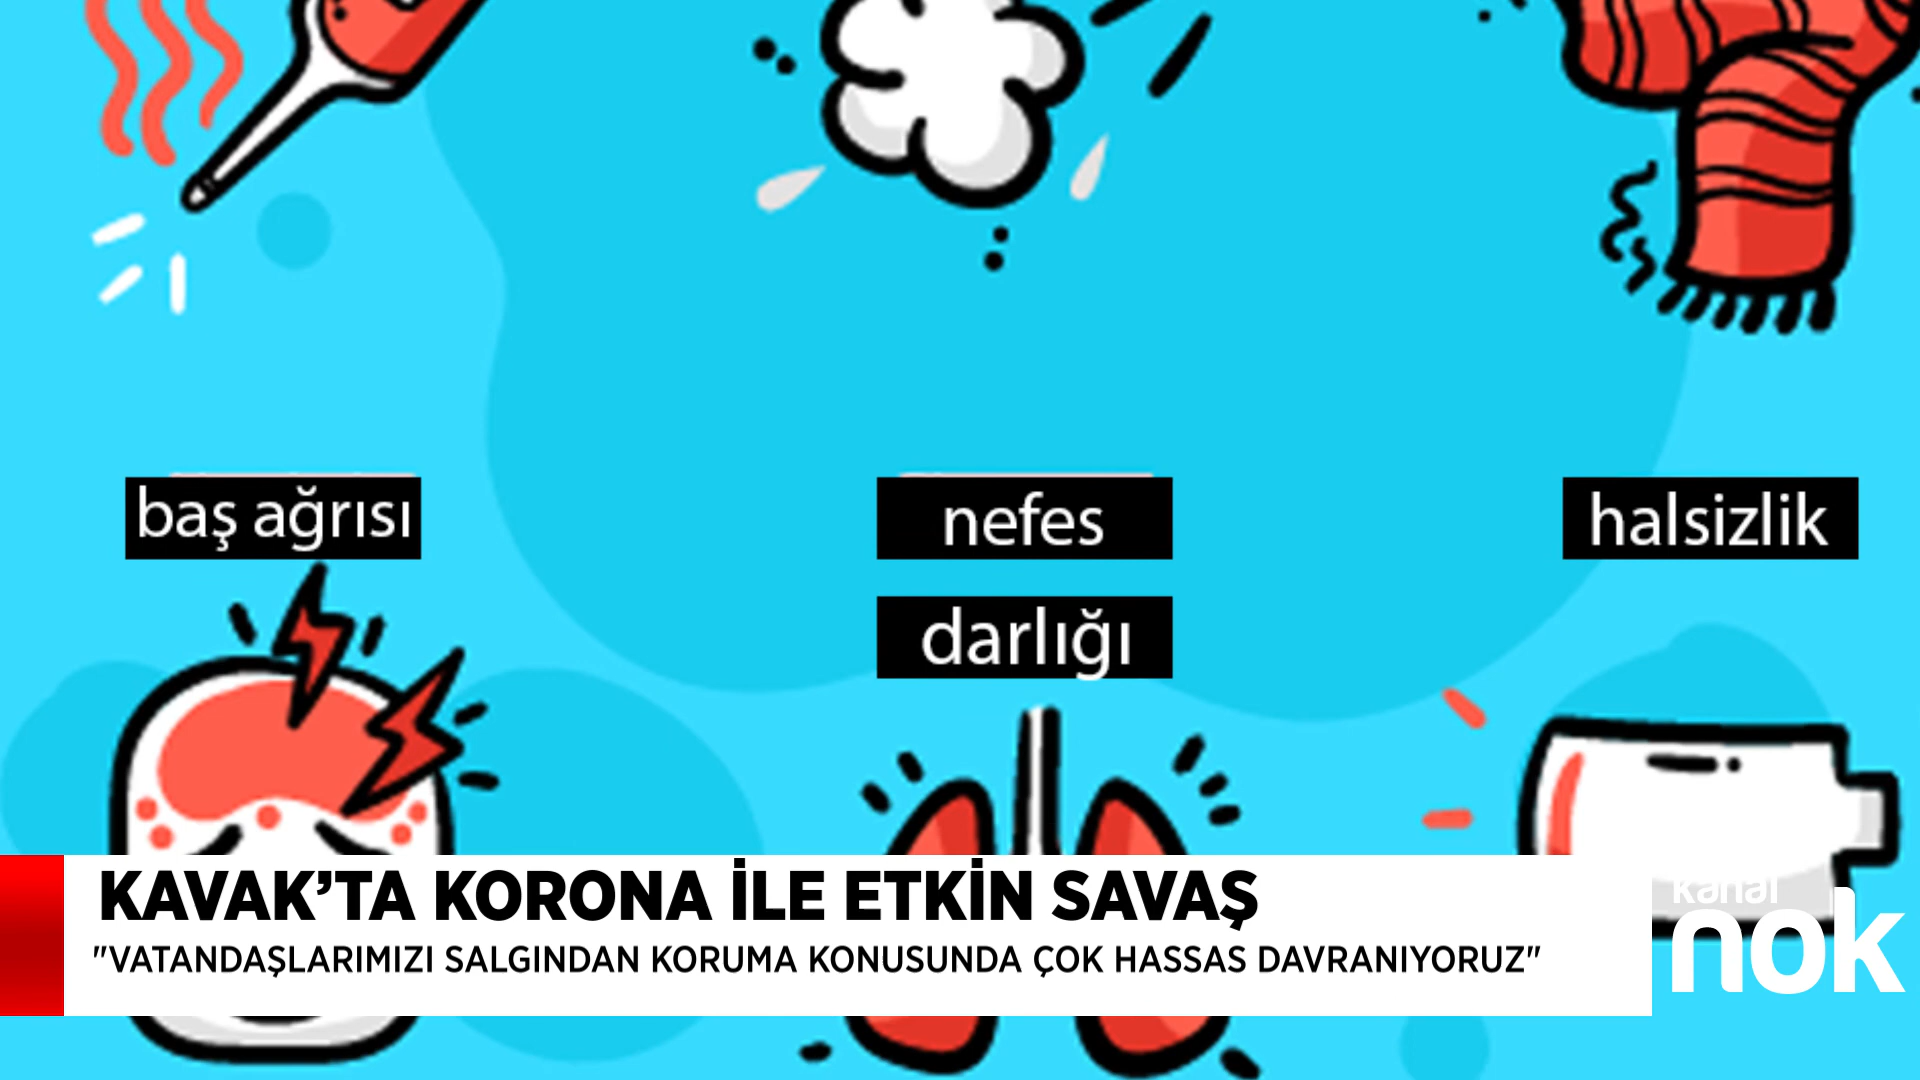 baş ağrısı
nefes
darlığı
halsizlik
KAVAK’TA KORONA İLE ETKİN SAVAŞ
"VATANDAŞLARIMIZI SALGINDAN KORUMA KONUSUNDA ÇOK HASSAS DAVRANIYORUZ"
kanal
nok